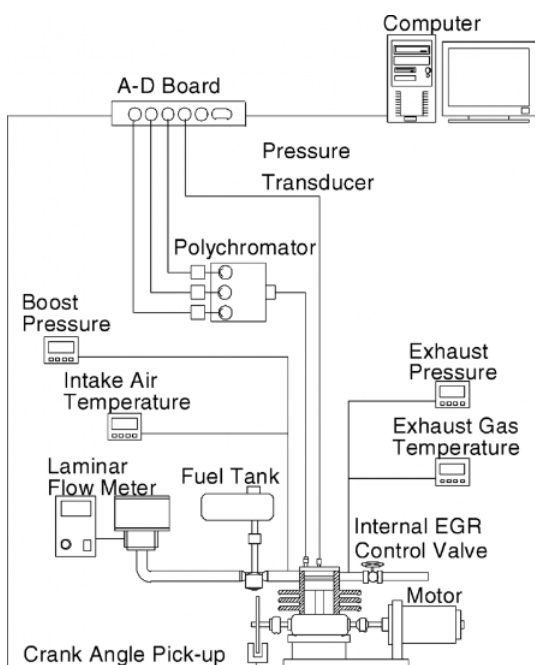 Computer
A-D Board
Pressure
Transducer
Polychromator
Boost
Pressure
Intake Air
Temperature
Exhaust
Pressure
Exhaust Gas
Temperature
Laminar
Flow Meter
Fuel Tank
Internal EGR
Control Valve
Motor
Crank Angle Pick-up